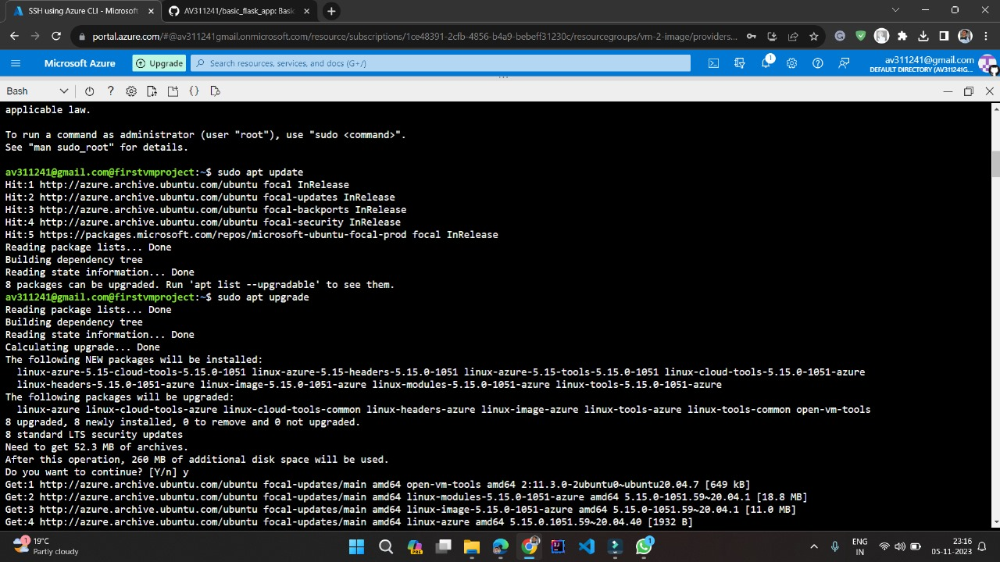 SSH using Azure CLI - Microsoft
AV311241/basic_flask_app: Basic
portal.azure.com/#@av311241gmail.onmicrosoft.com/resource/subscriptions/1ce48391-2cfb-4856-b4a9-bebeff31230c/resourcegroups/vm-2-image/providers...
Microsoft Azure
Upgrade
Search resources, services, and docs (G+/)
1
av311241@gmail.com
DEFAULT DIRECTORY (AV311241G...
Bash
applicable law.
To run a command as administrator (user "root"), use "sudo <command>".
See "man sudo_root" for details.
av311241@gmail.com@firstvmproject:~$ sudo apt update
Hit:1 http://azure.archive.ubuntu.com/ubuntu focal InRelease
Hit:2 http://azure.archive.ubuntu.com/ubuntu focal-updates InRelease
Hit:3 http://azure.archive.ubuntu.com/ubuntu focal-backports InRelease
Hit:4 http://azure.archive.ubuntu.com/ubuntu focal-security InRelease
Hit:5 https://packages.microsoft.com/repos/microsoft-ubuntu-focal-prod focal InRelease
Reading package lists... Done
Building dependency tree
Reading state information... Done
8 packages can be upgraded. Run 'apt list --upgradable' to see them.
av311241@gmail.com@firstvmproject:~$ sudo apt upgrade
Reading package lists... Done
Building dependency tree
Reading state information... Done
Calculating upgrade... Done
The following NEW packages will be installed:
linux-azure-5.15-cloud-tools-5.15.0-1051 linux-azure-5.15-headers-5.15.0-1051 linux-azure-5.15-tools-5.15.0-1051 linux-cloud-tools-5.15.0-1051-azure
linux-headers-5.15.0-1051-azure linux-image-5.15.0-1051-azure linux-modules-5.15.0-1051-azure linux-tools-5.15.0-1051-azure
The following packages will be upgraded:
linux-azure linux-cloud-tools-azure linux-cloud-tools-common linux-headers-azure linux-image-azure linux-tools-azure linux-tools-common open-vm-tools
8 upgraded, 8 newly installed, 0 to remove and 0 not upgraded.
8 standard LTS security updates
Need to get 52.3 MB of archives.
After this operation, 260 MB of additional disk space will be used.
Do you want to continue? [Y/n] y
Get:1 http://azure.archive.ubuntu.com/ubuntu focal-updates/main amd64 open-vm-tools amd64 2:11.3.0-2ubuntu0~ubuntu20.04.7 [649 kB]
Get:2 http://azure.archive.ubuntu.com/ubuntu focal-updates/main amd64 linux-modules-5.15.0-1051-azure amd64 5.15.0-1051.59~20.04.1 [18.8 MB]
Get:3 http://azure.archive.ubuntu.com/ubuntu focal-updates/main amd64 linux-image-5.15.0-1051-azure amd64 5.15.0-1051.59~20.04.1 [11.0 MB]
Get:4 http://azure.archive.ubuntu.com/ubuntu focal-updates/main amd64 linux-azure amd64 5.15.0.1051.59~20.04.40 [1932 B]
1
19°C
Partly cloudy
PRE
1
ENG
IN
23:16
05-11-2023